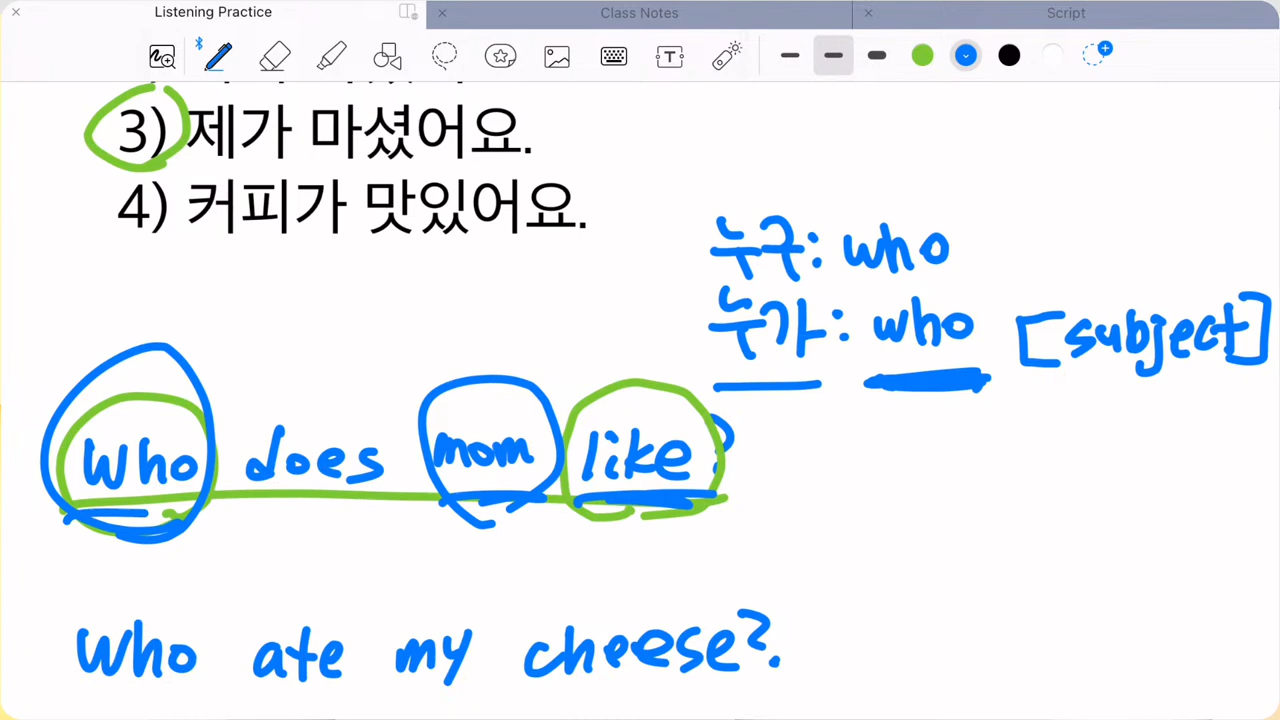 Listening Practice
Class Notes
Script
3) 제가 마셨어요.
4) 커피가 맛있어요.
누구: who
누가: who [subject]
Who does mom like?
Who ate my cheese?.